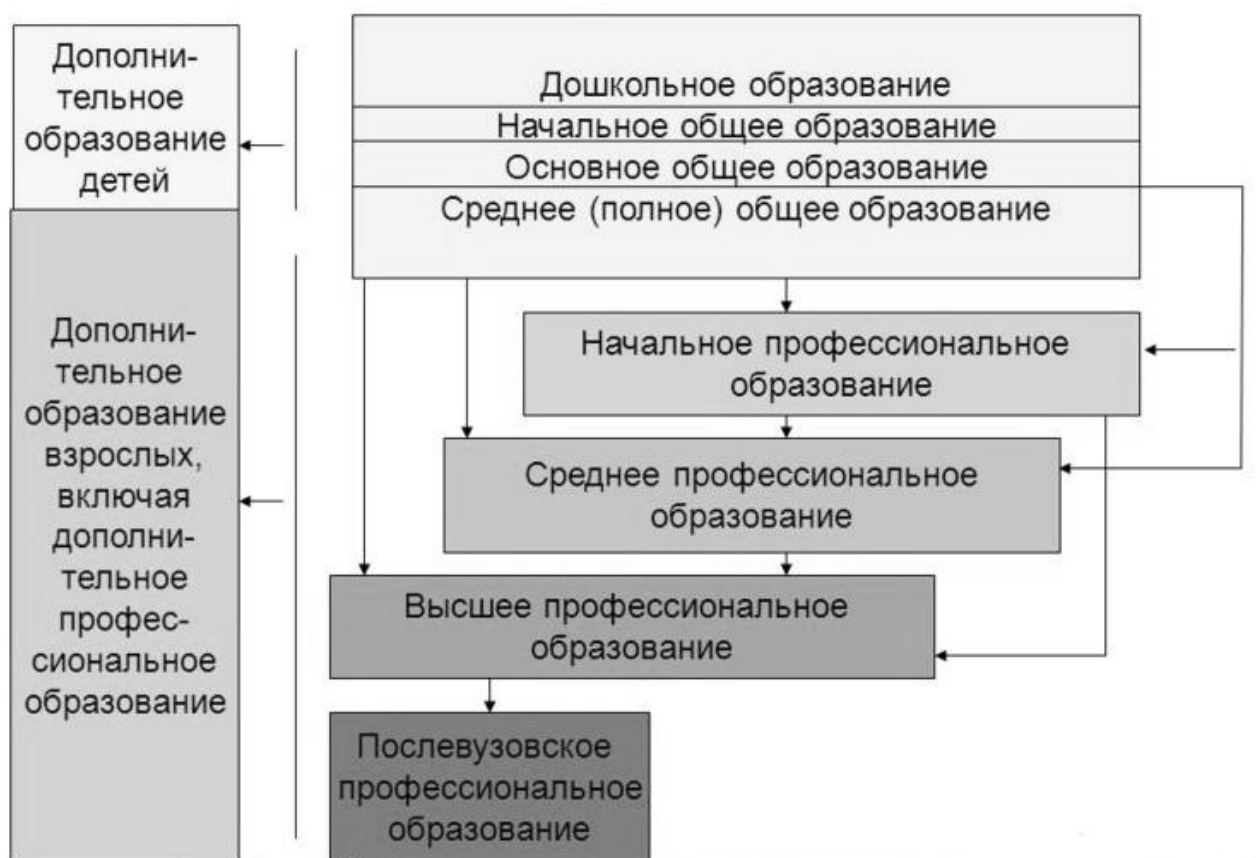 Дополни-
тельное
образование
детей
Дополни-
тельное
образование
взрослых,
включая
дополни-
тельное
профес-
сиональное
образование
Дошкольное образование
Начальное общее образование
Основное общее образование
Среднее (полное) общее образование
Начальное профессиональное
образование
Среднее профессиональное
образование
Высшее профессиональное
образование
Послевузовское
профессиональное
образование